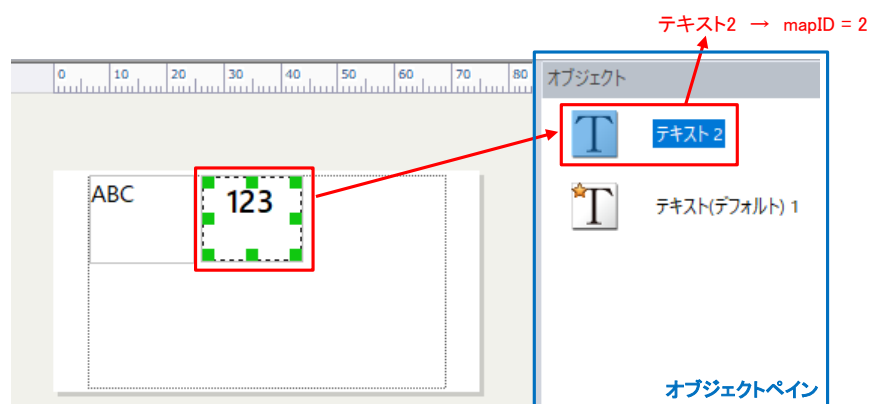 テキスト2 → mapID = 2
0 10 20 30 40 50 60 70 80
オブジェクト
テキスト 2
ABC
123
テキスト(デフォルト) 1
オブジェクトペイン